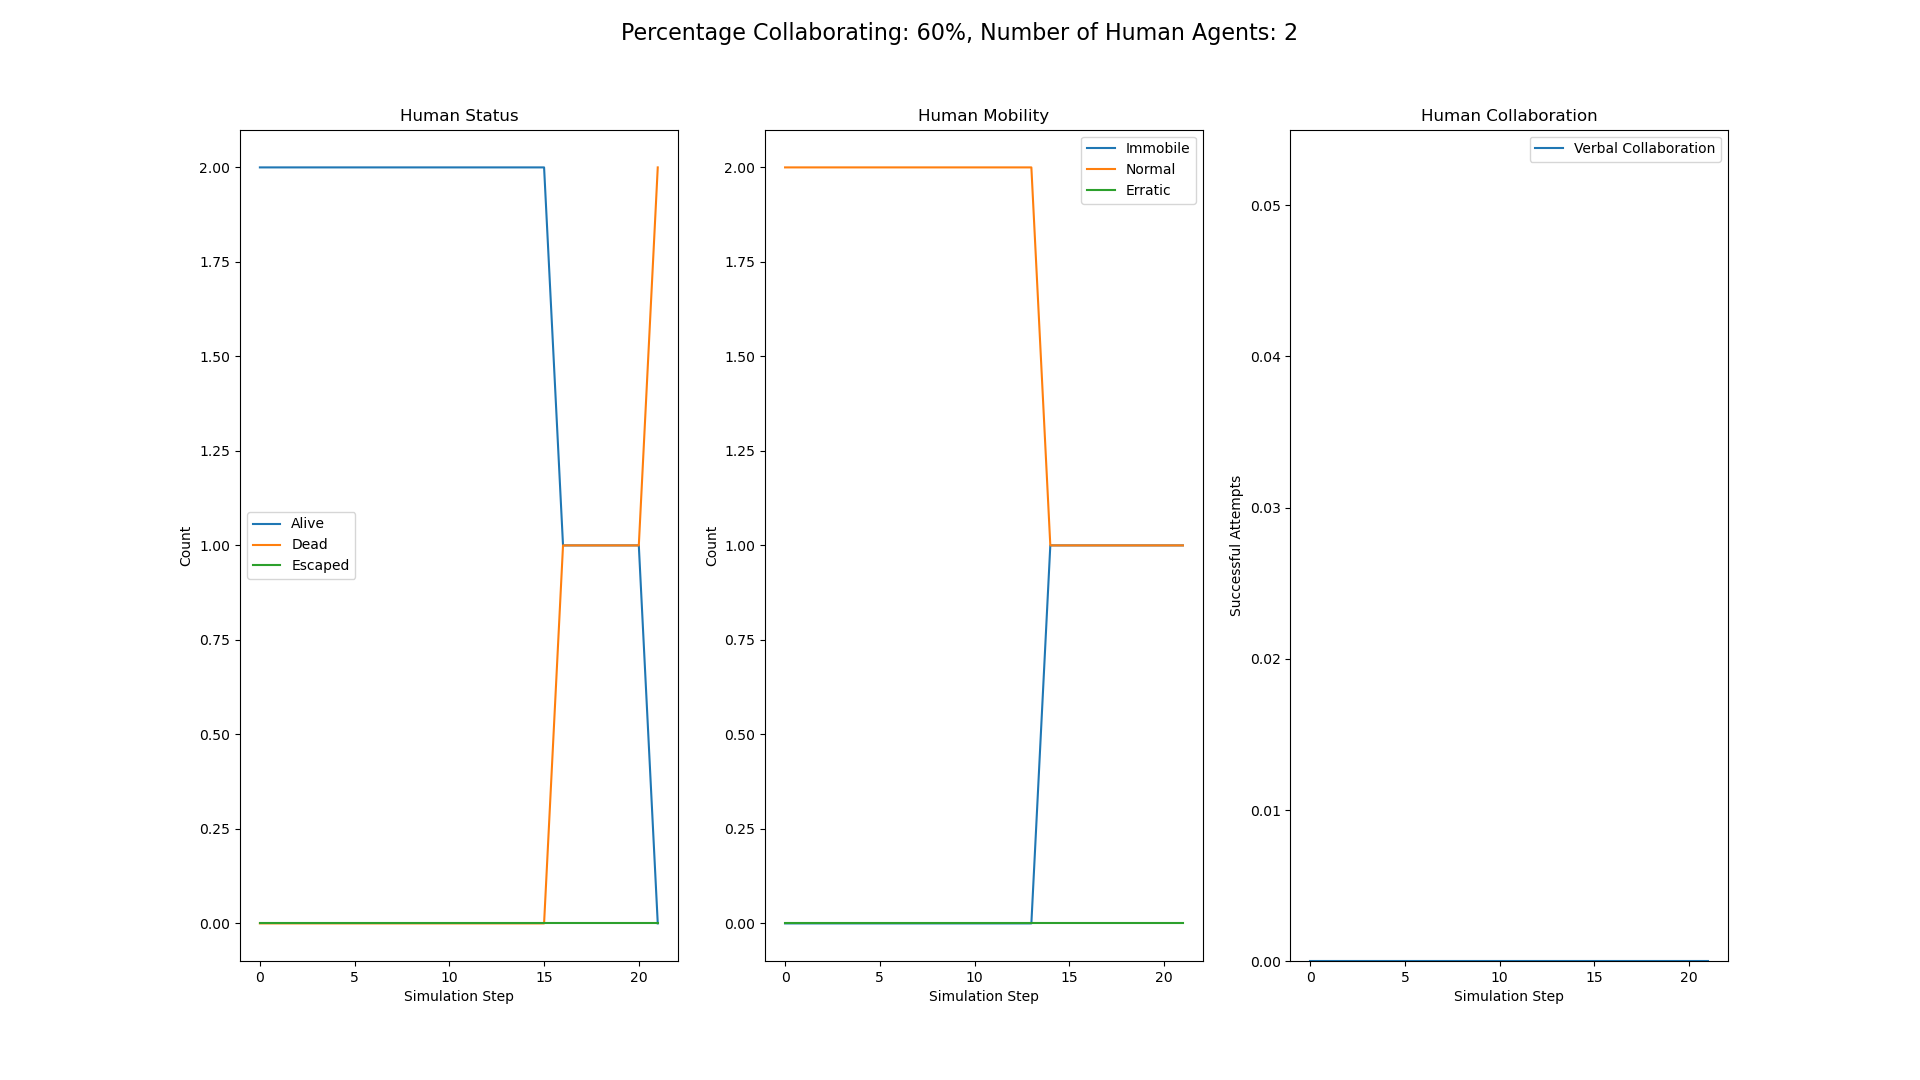 Percentage Collaborating: 60%, Number of Human Agents: 2
Human Status
2.00
1.75
1.50
1.25
1.00
0.75
0.50
0.25
0.00
Count
Alive
Dead
Escaped
0 5 10 15 20
Simulation Step
Human Mobility
2.00
1.75
1.50
1.25
1.00
0.75
0.50
0.25
0.00
Count
Immobile
Normal
Erratic
0 5 10 15 20
Simulation Step
Human Collaboration
0.05
0.04
0.03
0.02
0.01
0.00
Successful Attempts
Verbal Collaboration
0 5 10 15 20
Simulation Step